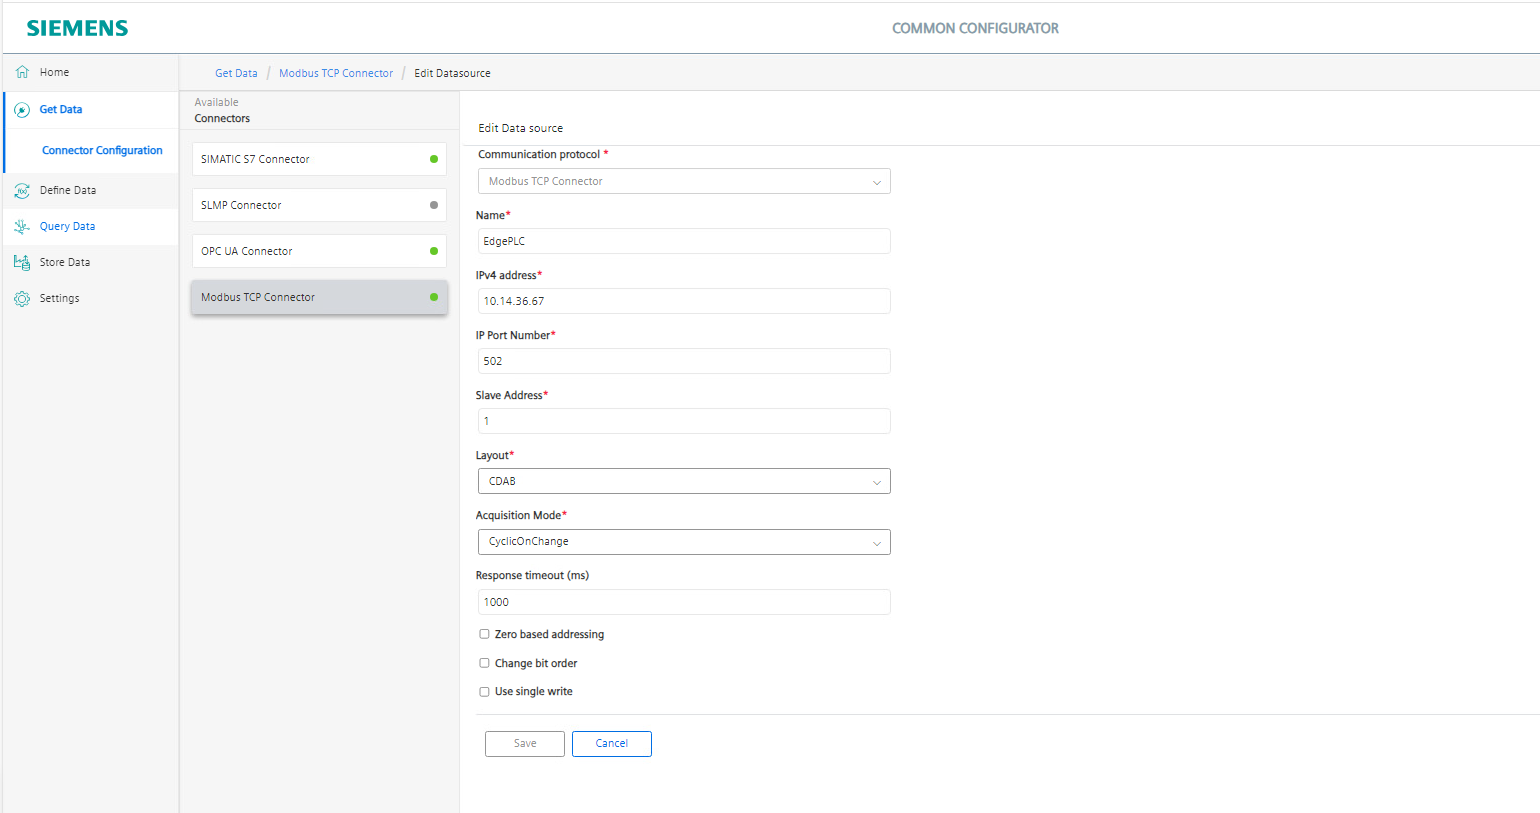 SIEMENS
COMMON CONFIGURATOR
Home
Get Data
Connector Configuration
Define Data
Query Data
Store Data
Settings
Get Data / Modbus TCP Connector / Edit Datasource
Available
Connectors
SIMATIC S7 Connector
SLMP Connector
OPC UA Connector
Modbus TCP Connector
Edit Data source
Communication protocol *
Modbus TCP Connector
Name*
EdgePLC
IPv4 address*
10.14.36.67
IP Port Number*
502
Slave Address*
1
Layout*
CDAB
Acquisition Mode*
CyclicOnChange
Response timeout (ms)
1000
Zero based addressing
Change bit order
Use single write
Save Cancel